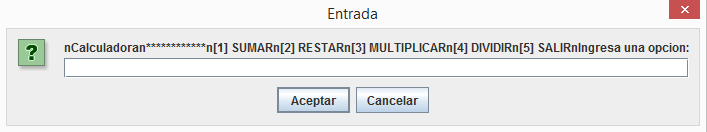 Entrada
?
nCalculadoran************n[1] SUMARn[2] RESTARn[3] MULTIPLICARn[4] DIVIDIRn[5] SALIRnIngresa una opcion:
Aceptar Cancelar